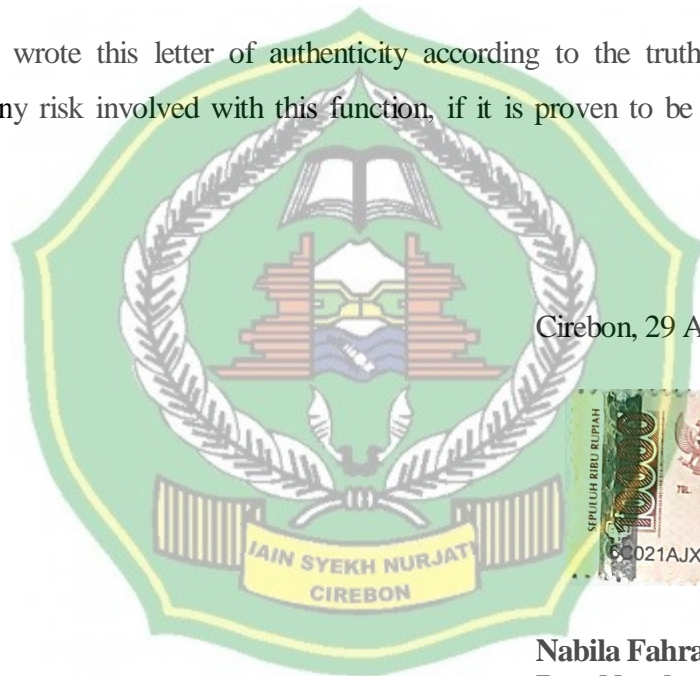 wrote this letter of authenticity according to the truth
ny risk involved with this function, if it is proven to be
Cirebon, 29 A
SEPULUH RIBU RUPIAH
10000
TGL
C021AJX
IAIN SYEKH NURJATI
CIREBON
Nabila Fahra